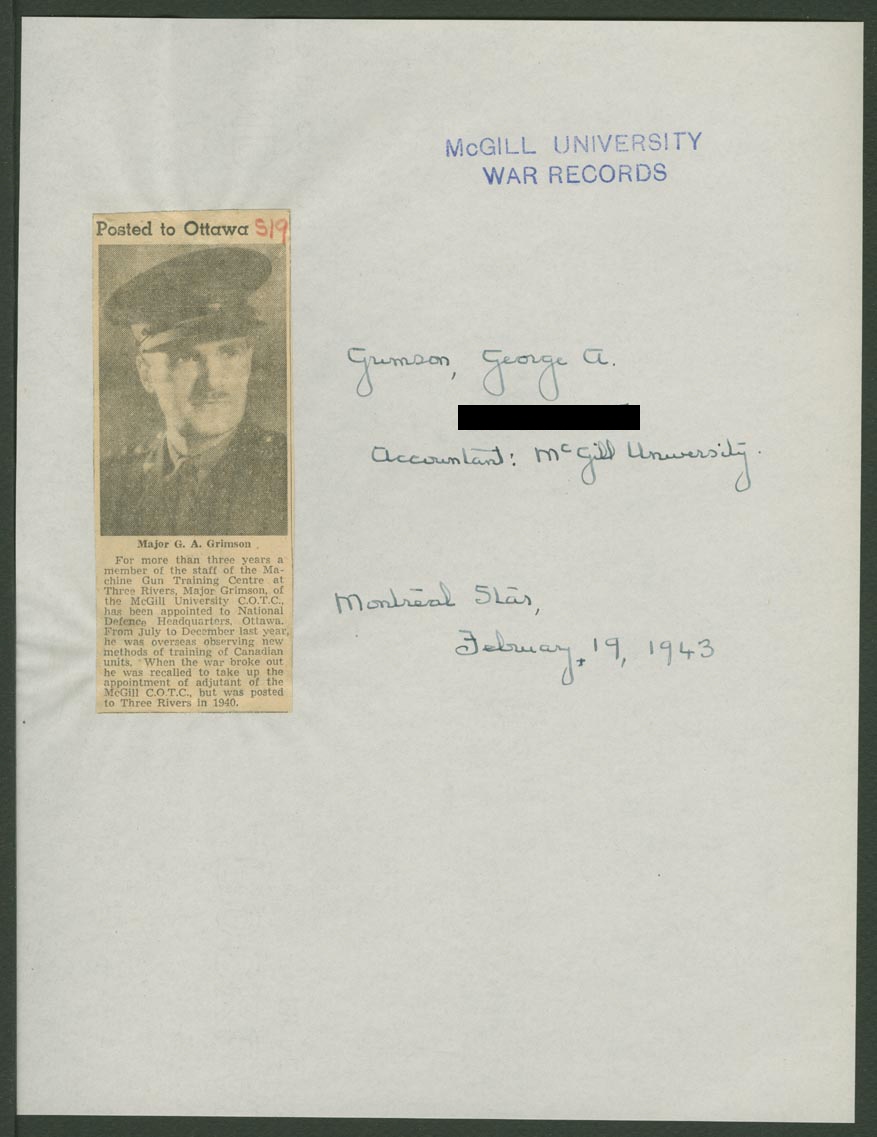 McGILL UNIVERSITY
WAR RECORDS
Posted to Ottawa S/9
Major G. A. Grimson
For more than three years a
member of the staff of the Ma-
chine Gun Training Centre at
Three Rivers, Major Grimson, of
the McGill University C.O.T.C.,
has been appointed to National
Defence Headquarters, Ottawa.
From July to December last year,
he was overseas observing new
methods of training of Canadian
units. When the war broke out
he was recalled to take up the
appointment of adjutant of the
McGill C.O.T.C., but was posted
to Three Rivers in 1940.
Grimson, George A.
Accountant: McGill University.
Montreal Star,
February, 19, 1943